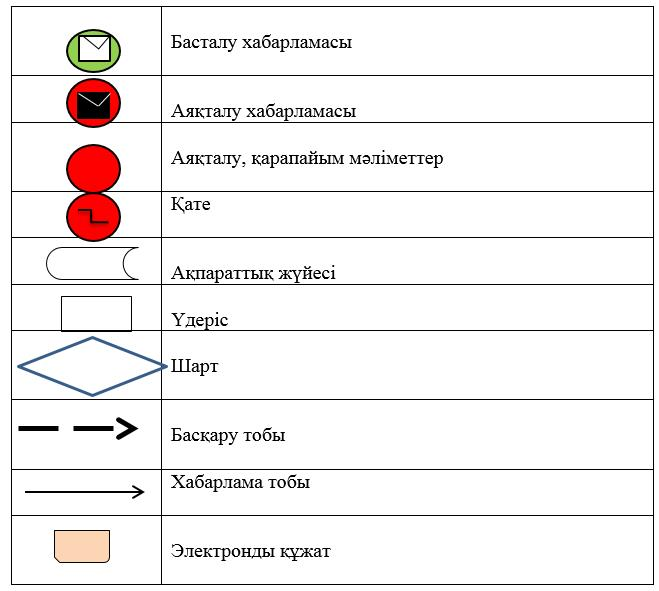 Басталу хабарламасы
Аяқталу хабарламасы
Аяқталу, қарапайым мәліметтер
Қате
Ақпараттық жүйесі
Үдеріс
Шарт
Басқару тобы
Хабарлама тобы
Электронды құжат